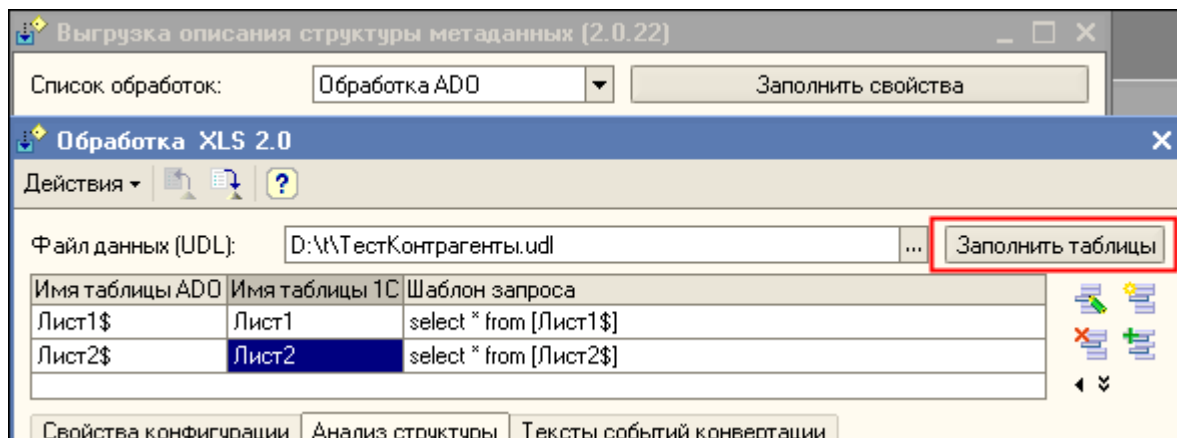 Выгрузка описания структуры метаданных (2.0.22)
Список обработок: Обработка ADO Заполнить свойства
Обработка XLS 2.0
Действия ?
Файл данных (UDL): D:\t\ТестКонтрагенты.udl ... Заполнить таблицы
Имя таблицы ADO Имя таблицы 1С Шаблон запроса
Лист1$ Лист1 select * from [Лист1$]
Лист2$ Лист2 select * from [Лист2$]
Свойства конфигурации Анализ структуры Тексты событий конвертации